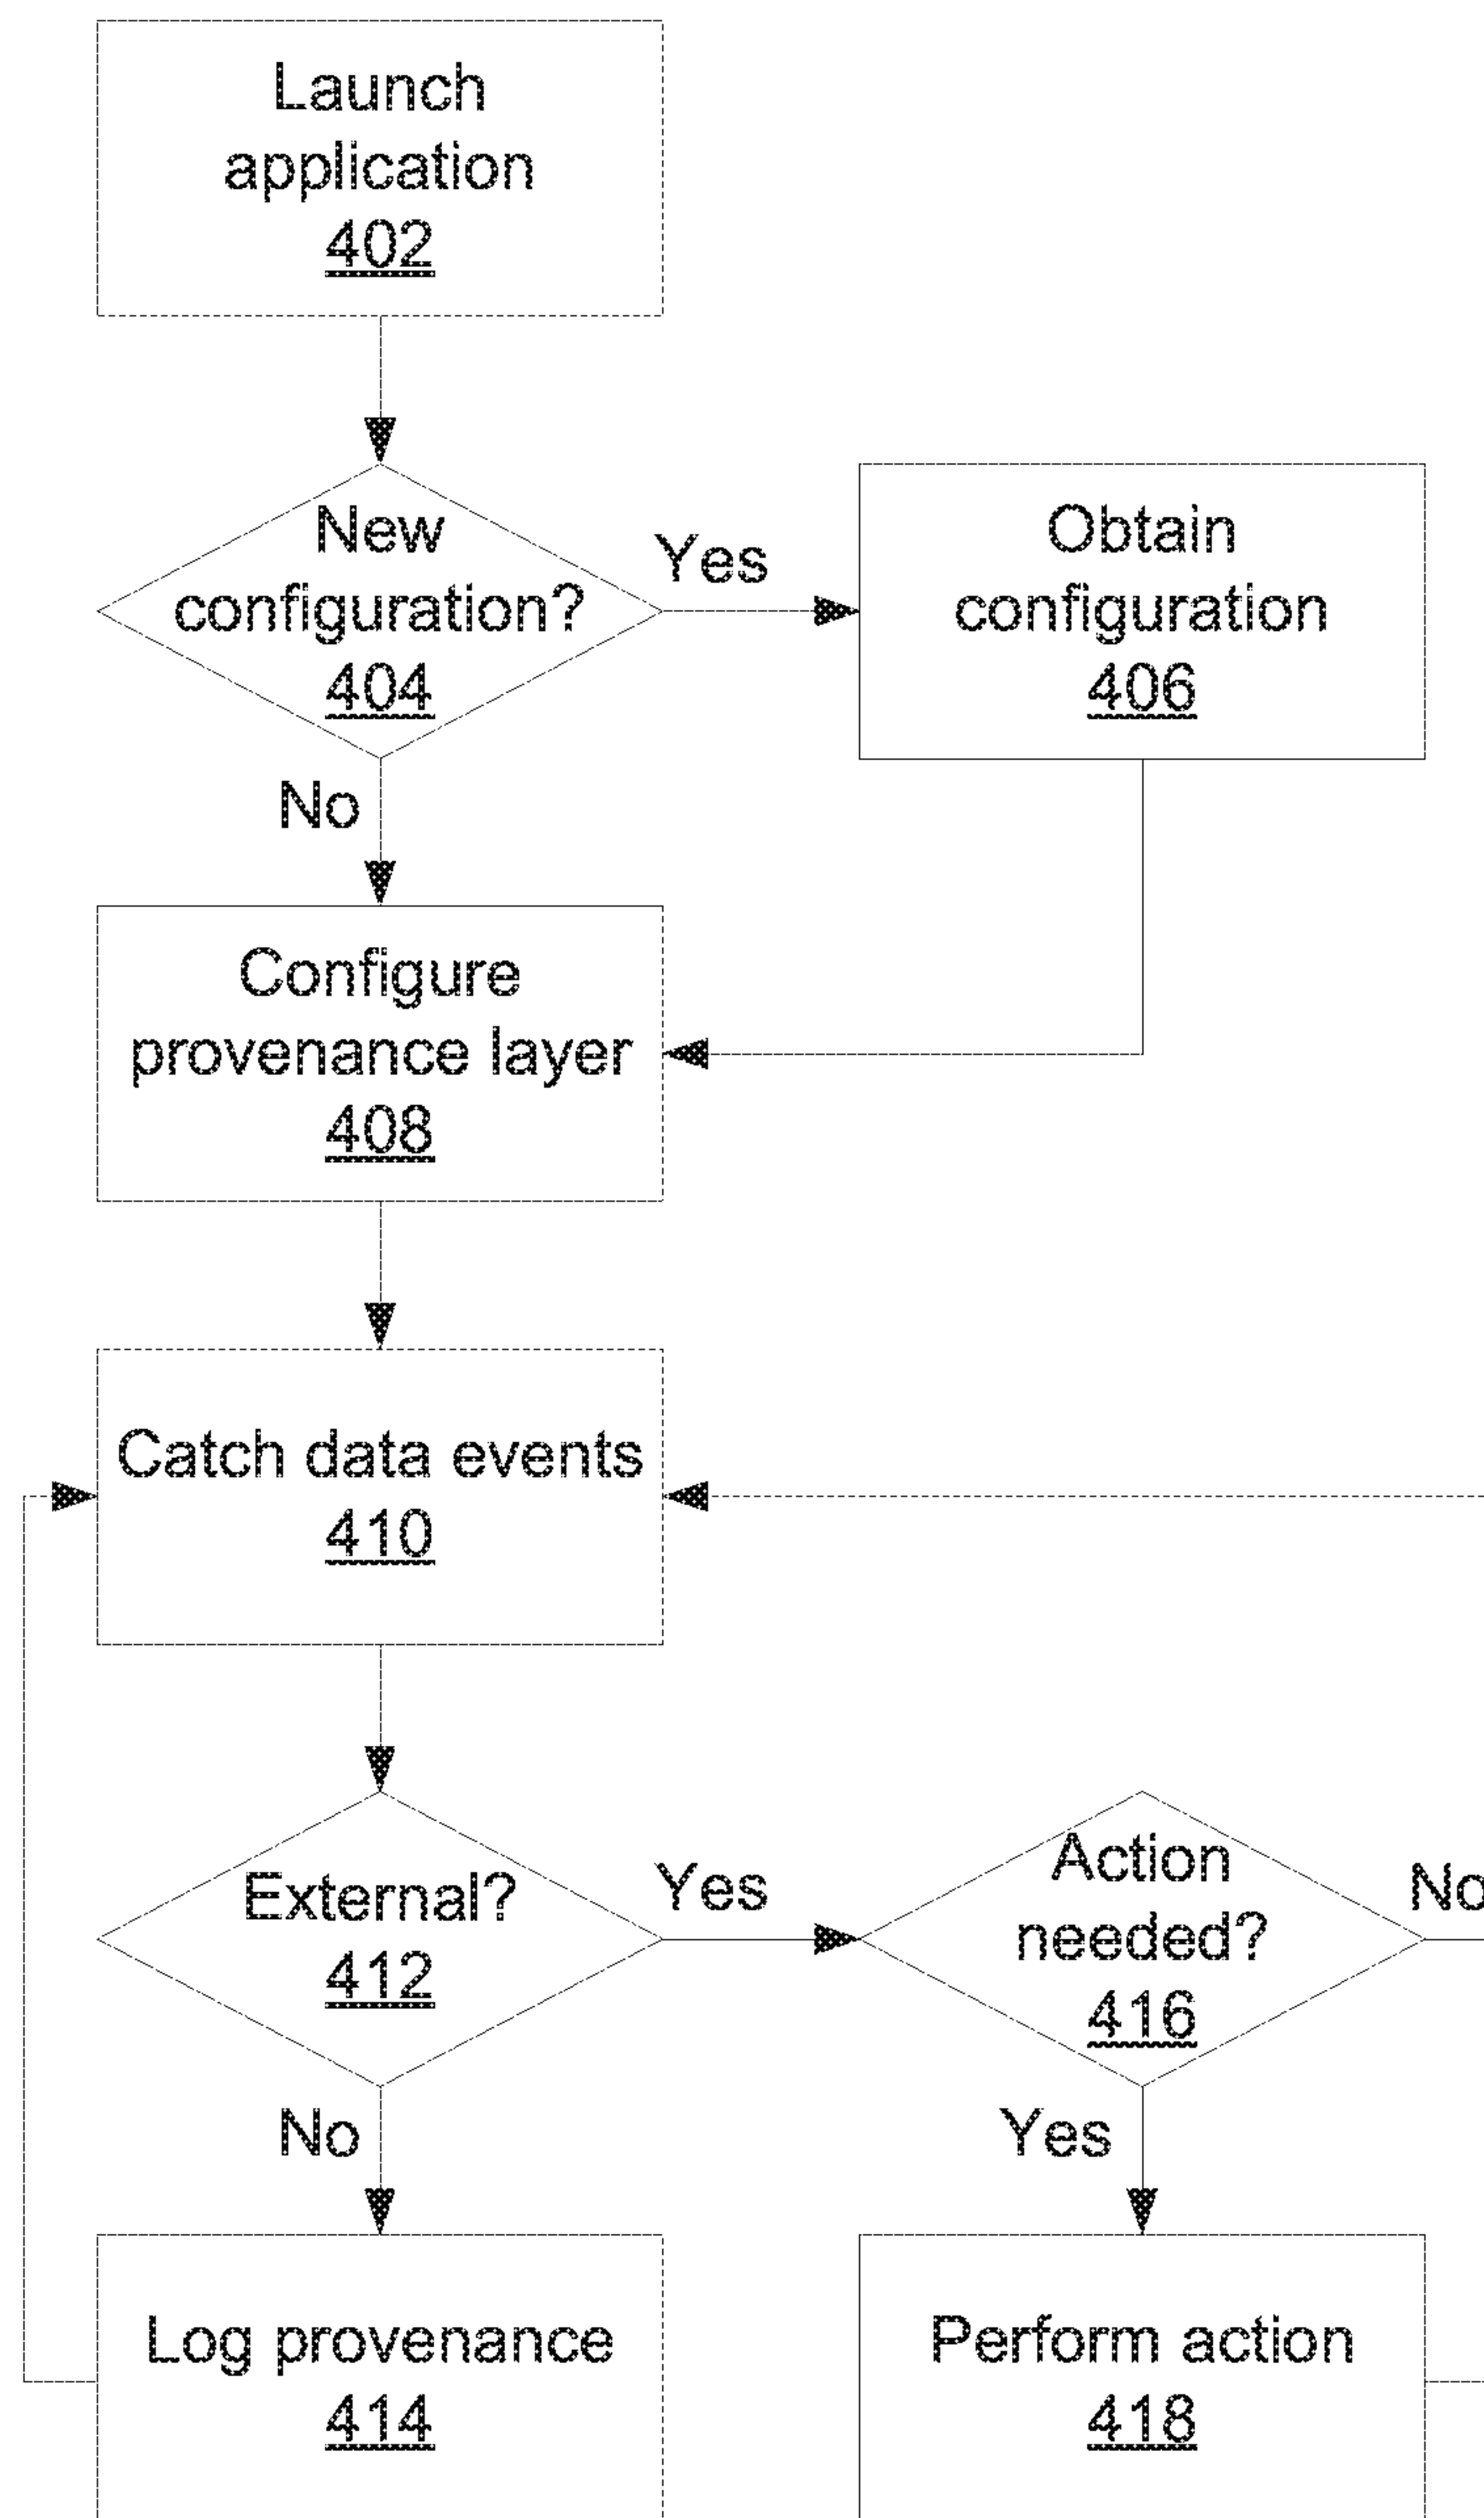 Launch
application
402
New
configuration?
404
Yes
Obtain
configuration
406
No
Configure
provenance layer
408
Catch data events
410
External?
412
Yes
Action
needed?
416
No
No
Yes
Log provenance
414
Perform action
418